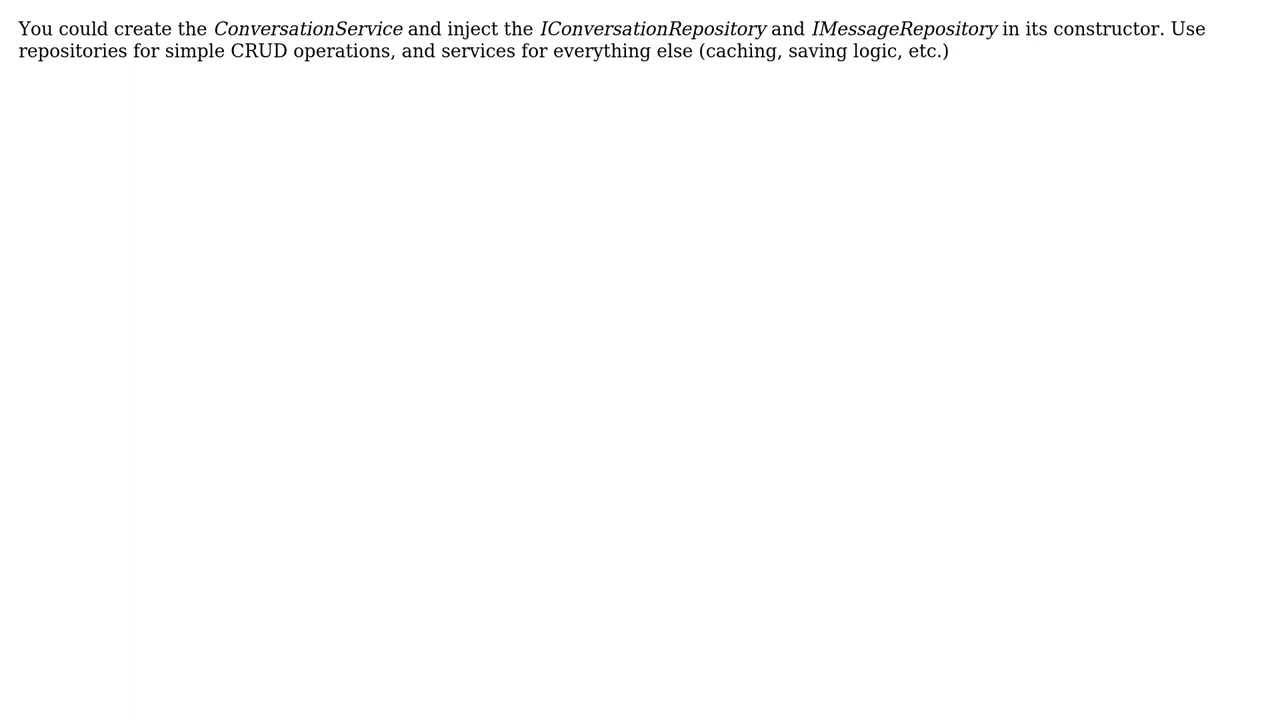 You could create the ConversationService and inject the IConversationRepository and IMessageRepository in its constructor. Use
repositories for simple CRUD operations, and services for everything else (caching, saving logic, etc.)